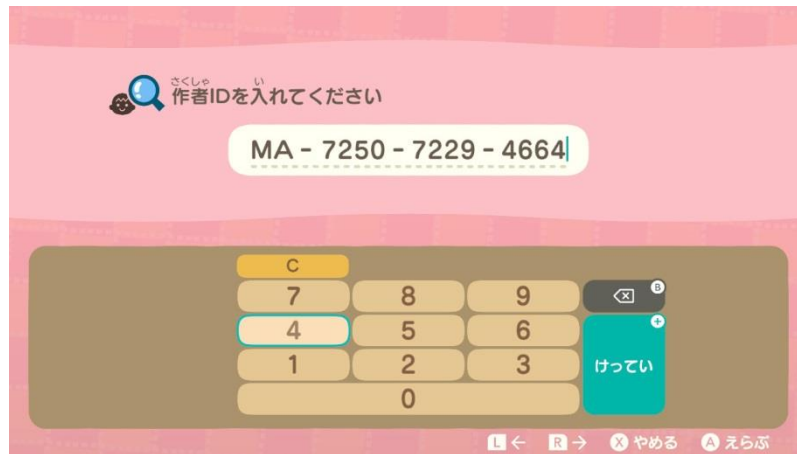 さくしゃ い
作者IDを入れてください
MA - 7250 - 7229 - 4664
C
7 8 9 B
4 5 6 +
1 2 3 けってい
0
L ← R → X やめる A えらぶ